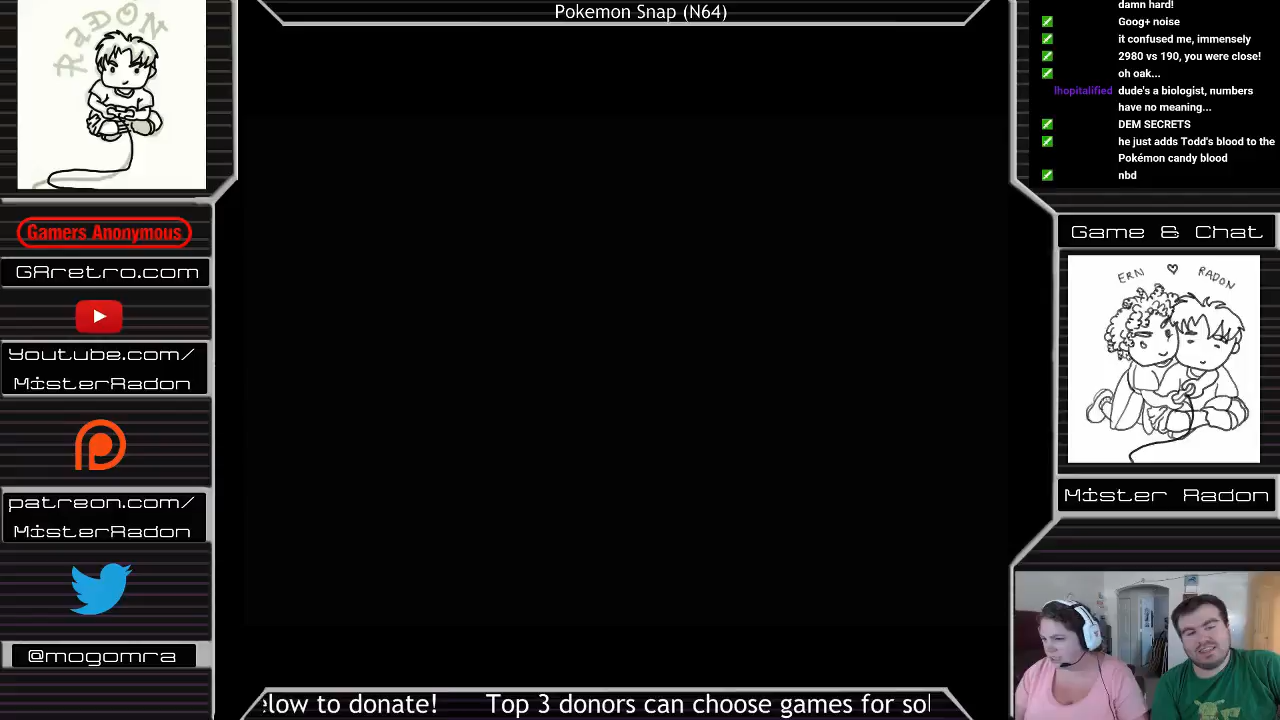 Pokemon Snap (N64)
RADON
Gamers Anonymous
GAretro.com
Youtube.com/
MisterRadon
patreon.com/
MisterRadon
@mogomra
damn hard!
Goog+ noise
it confused me, immensely
2980 vs 190, you were close!
oh oak...
lhopitalified dude's a biologist, numbers
have no meaning...
DEM SECRETS
he just adds Todd's blood to the
Pokémon candy blood
nbd
Game & Chat
ERN RADON
Mister Radon
elow to donate! Top 3 donors can choose games for sol